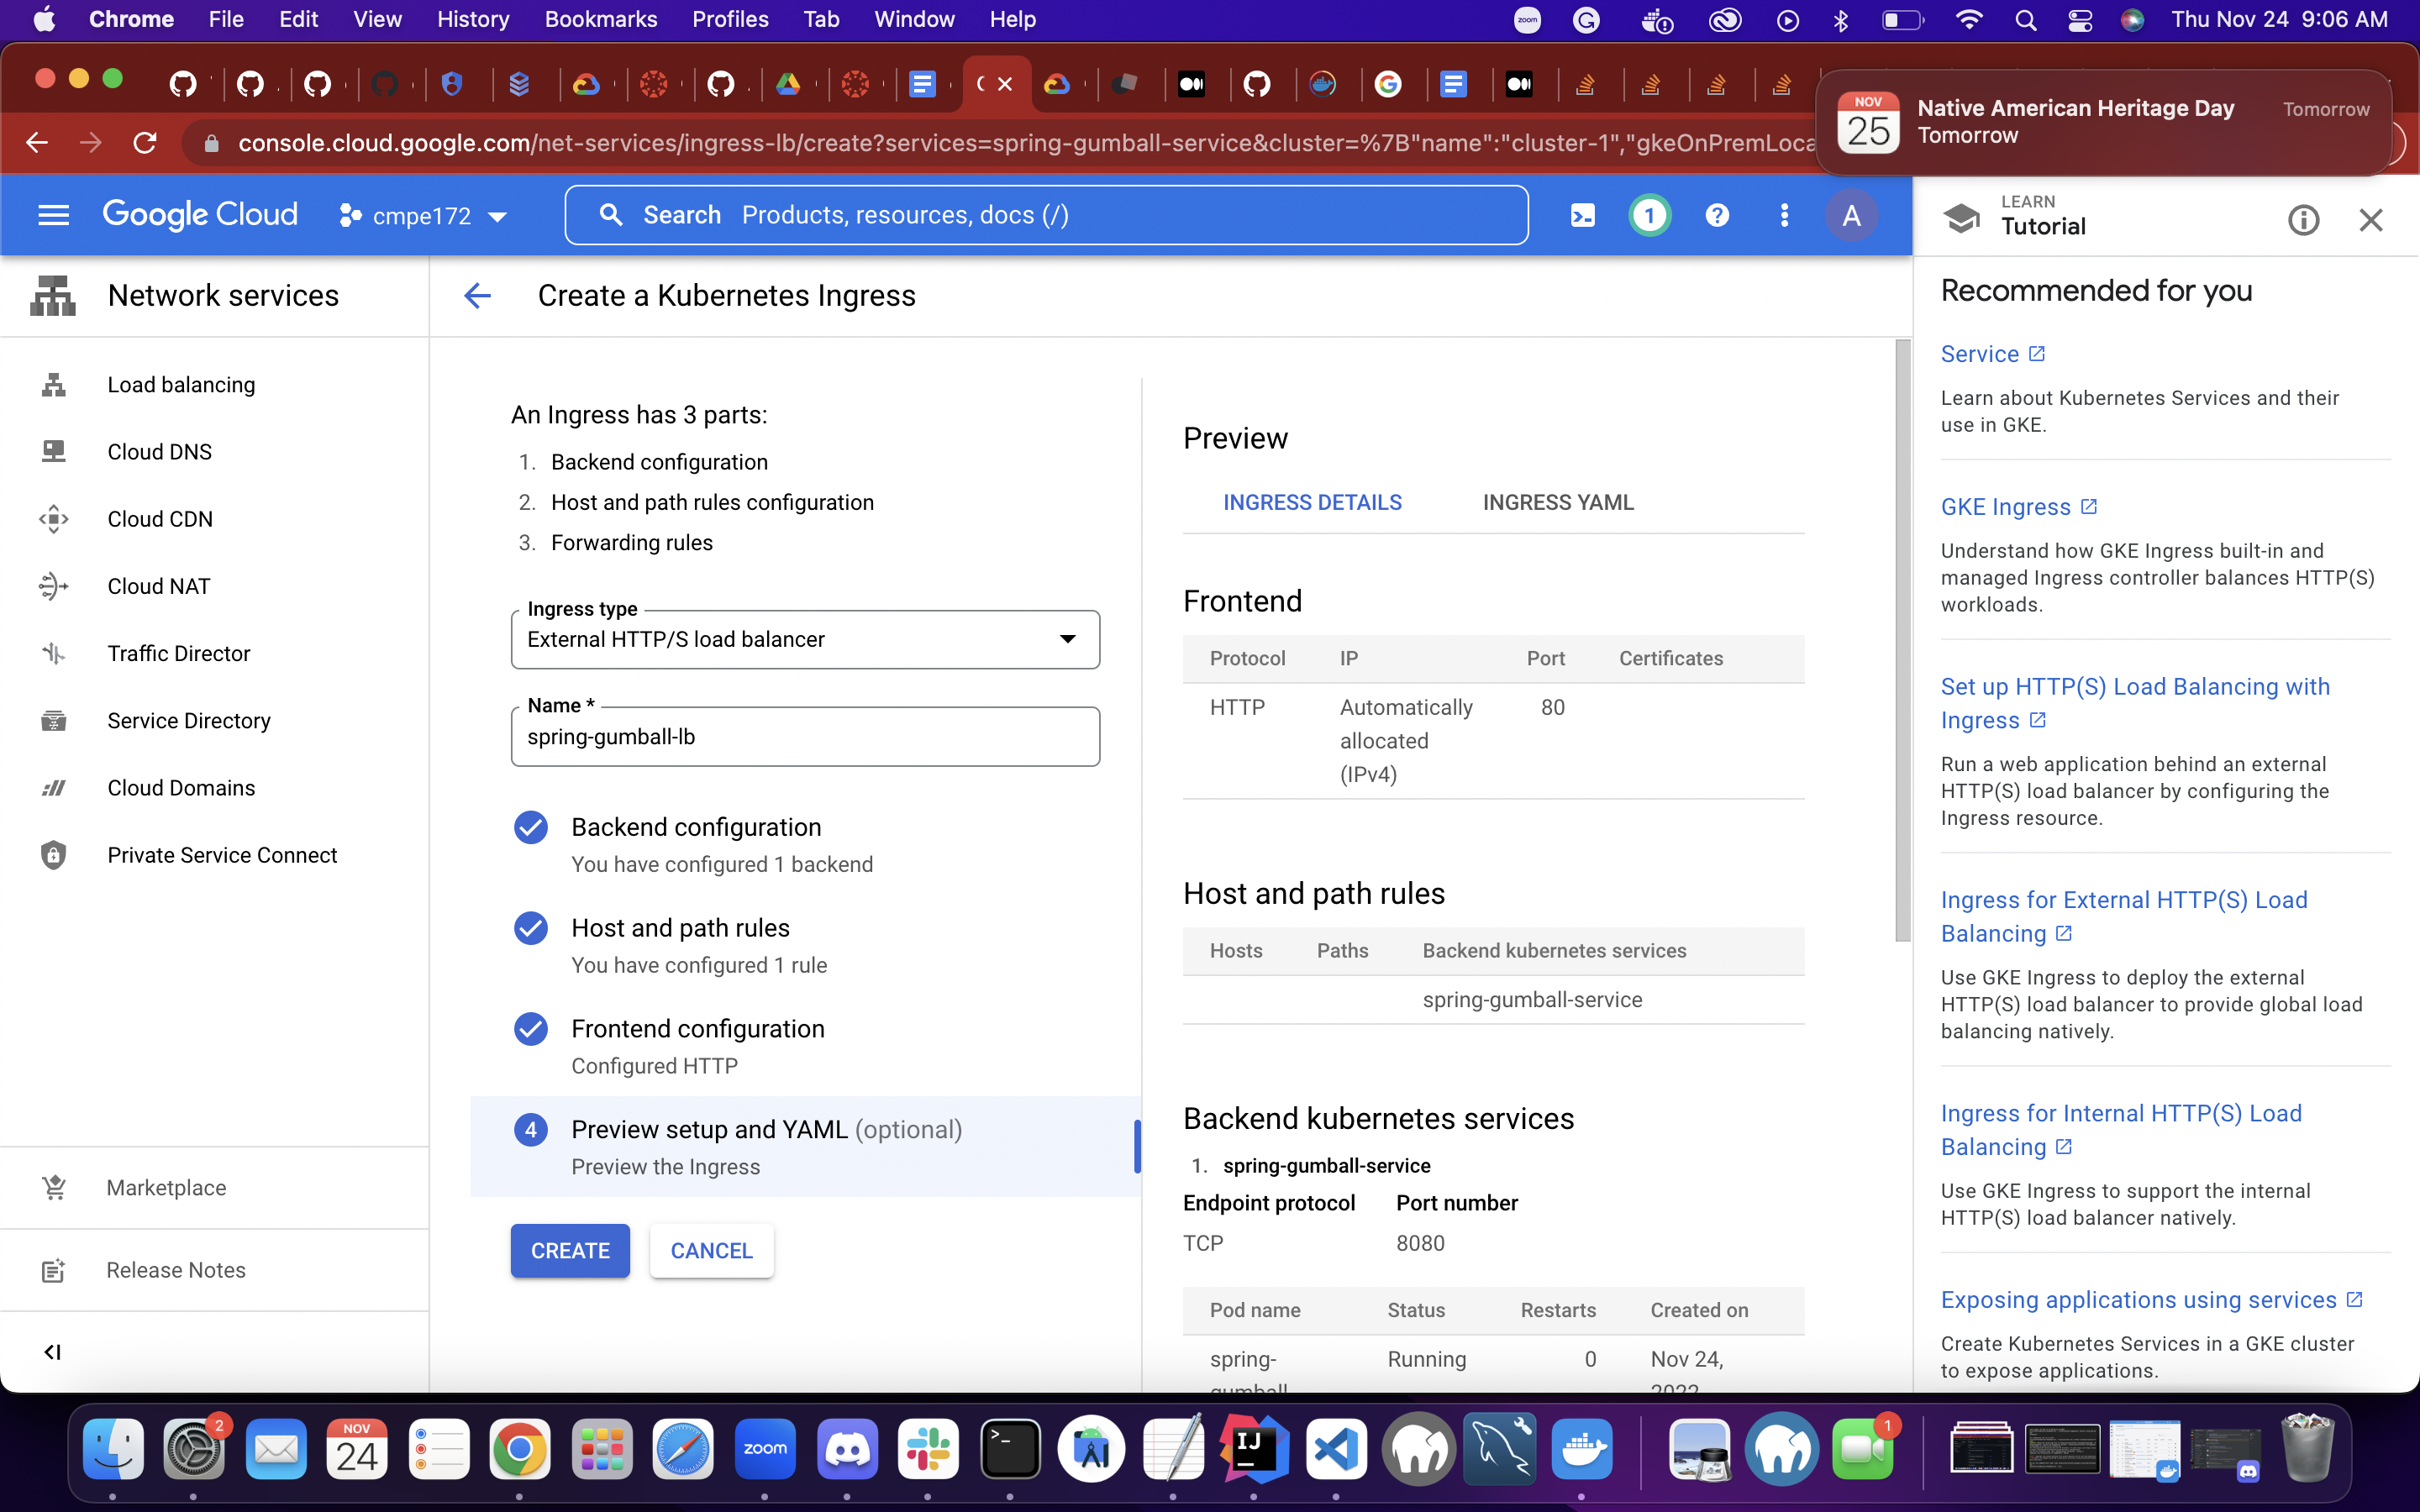 Chrome File Edit View History Bookmarks Profiles Tab Window Help
zoom
Thu Nov 24 9:06 AM
console.cloud.google.com/net-services/ingress-lb/create?services=spring-gumball-service&cluster=%7B"name":"cluster-1","gkeOnPremLoca
NOV
25
Native American Heritage Day
Tomorrow
Tomorrow
Google Cloud
cmpe172
Search Products, resources, docs (/)
1
A
LEARN
Tutorial
Network services
Load balancing
Cloud DNS
Cloud CDN
Cloud NAT
Traffic Director
Service Directory
Cloud Domains
Private Service Connect
Marketplace
Release Notes
Create a Kubernetes Ingress
An Ingress has 3 parts:
1. Backend configuration
2. Host and path rules configuration
3. Forwarding rules
Ingress type
External HTTP/S load balancer
Name *
spring-gumball-lb
Backend configuration
You have configured 1 backend
Host and path rules
You have configured 1 rule
Frontend configuration
Configured HTTP
4
Preview setup and YAML (optional)
Preview the Ingress
CREATE
CANCEL
Preview
INGRESS DETAILS
INGRESS YAML
Frontend
Protocol IP Port Certificates
HTTP Automatically 80
allocated
(IPv4)
Host and path rules
Hosts Paths Backend kubernetes services
spring-gumball-service
Backend kubernetes services
1. spring-gumball-service
Endpoint protocol Port number
TCP 8080
Pod name Status Restarts Created on
spring- Running 0 Nov 24,
gumball 2022
Recommended for you
Service
Learn about Kubernetes Services and their
use in GKE.
GKE Ingress
Understand how GKE Ingress built-in and
managed Ingress controller balances HTTP(S)
workloads.
Set up HTTP(S) Load Balancing with
Ingress
Run a web application behind an external
HTTP(S) load balancer by configuring the
Ingress resource.
Ingress for External HTTP(S) Load
Balancing
Use GKE Ingress to deploy the external
HTTP(S) load balancer to provide global load
balancing natively.
Ingress for Internal HTTP(S) Load
Balancing
Use GKE Ingress to support the internal
HTTP(S) load balancer natively.
Exposing applications using services
Create Kubernetes Services in a GKE cluster
to expose applications.
2
NOV
24
zoom
IJ
1